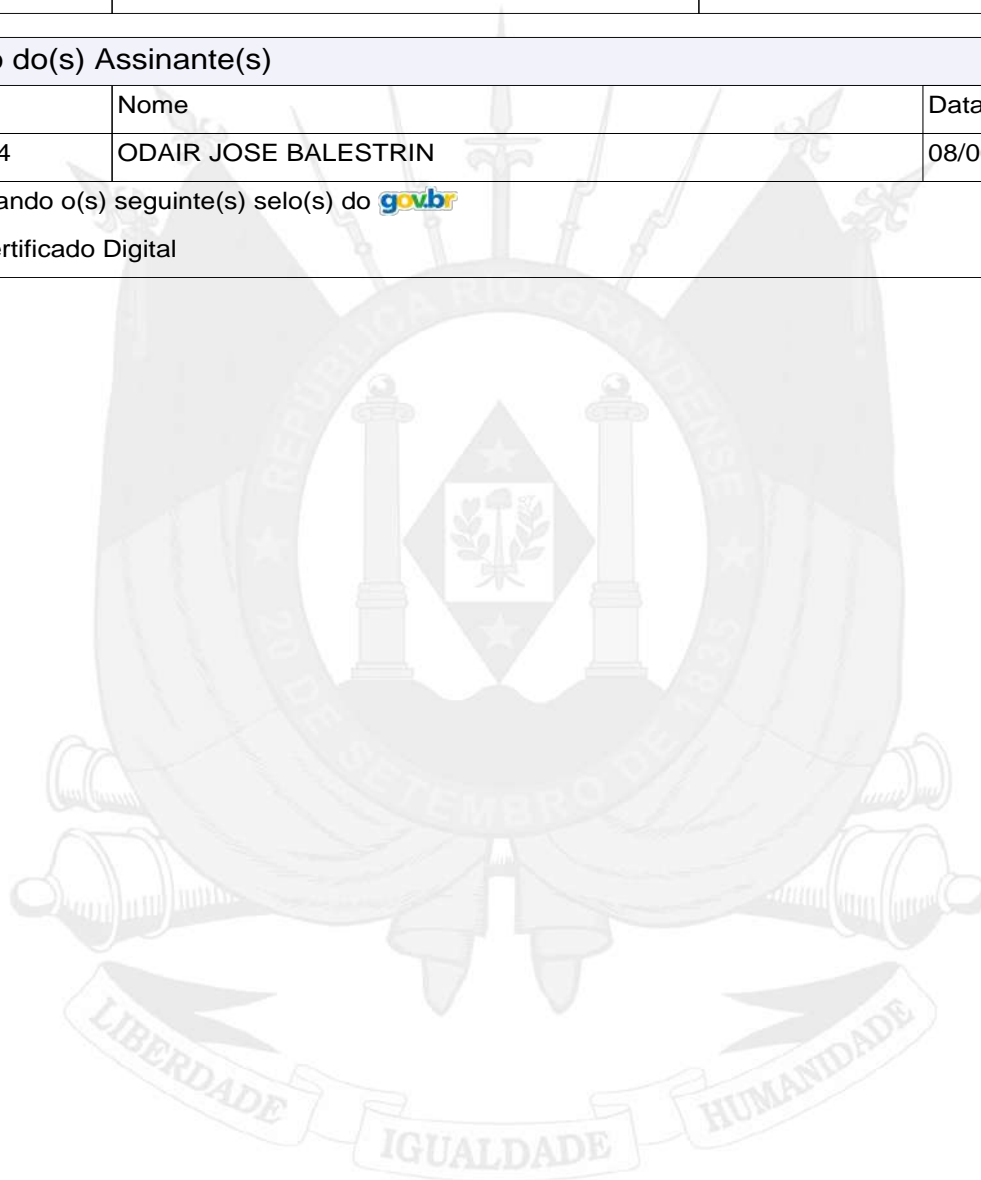 o do(s) Assinante(s)
Nome Data
4 ODAIR JOSE BALESTRIN 08/0
ando o(s) seguinte(s) selo(s) do gov.br
ertificado Digital
REPÚBLICA RIO-GRANDENSE
★ 20 DE SETEMBRO DE 1835 ★
LIBERDADE IGUALDADE HUMANIDADE